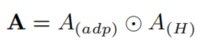 𝐀 = A_{(adp)} ⊙ A_{(H)}